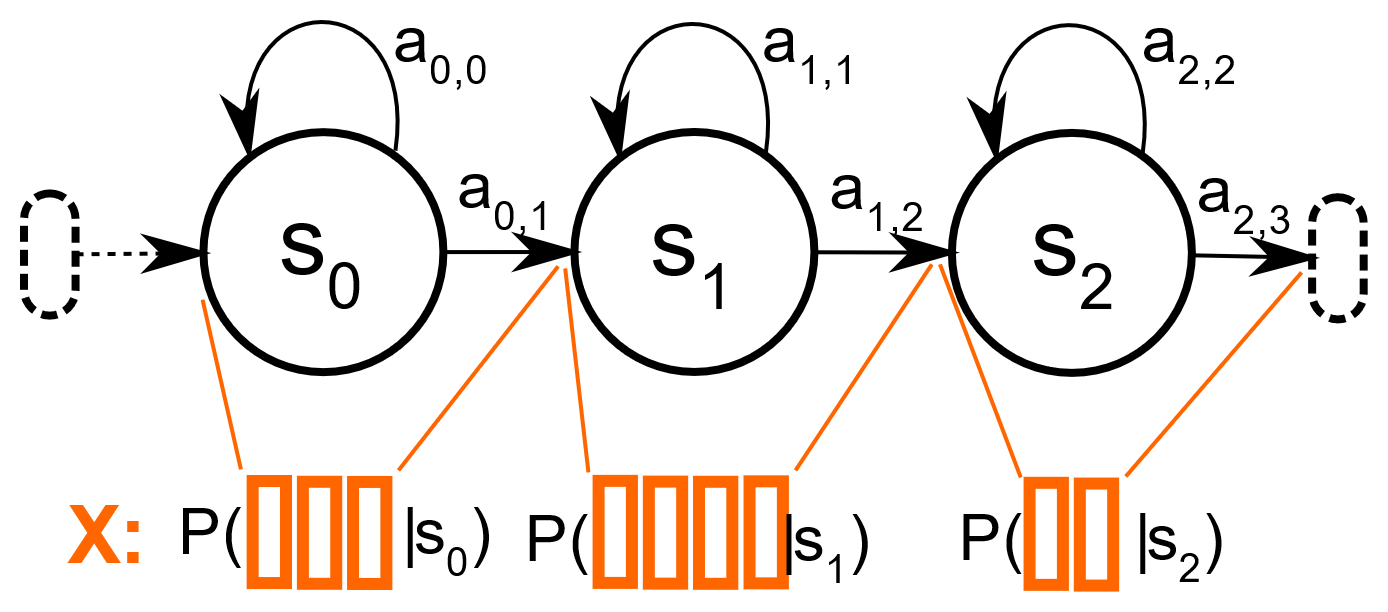 a0,0 a1,1 a2,2
a0,1 a1,2 a2,3
s0 s1 s2
X: P( |s0) P( |s1) P( |s2)